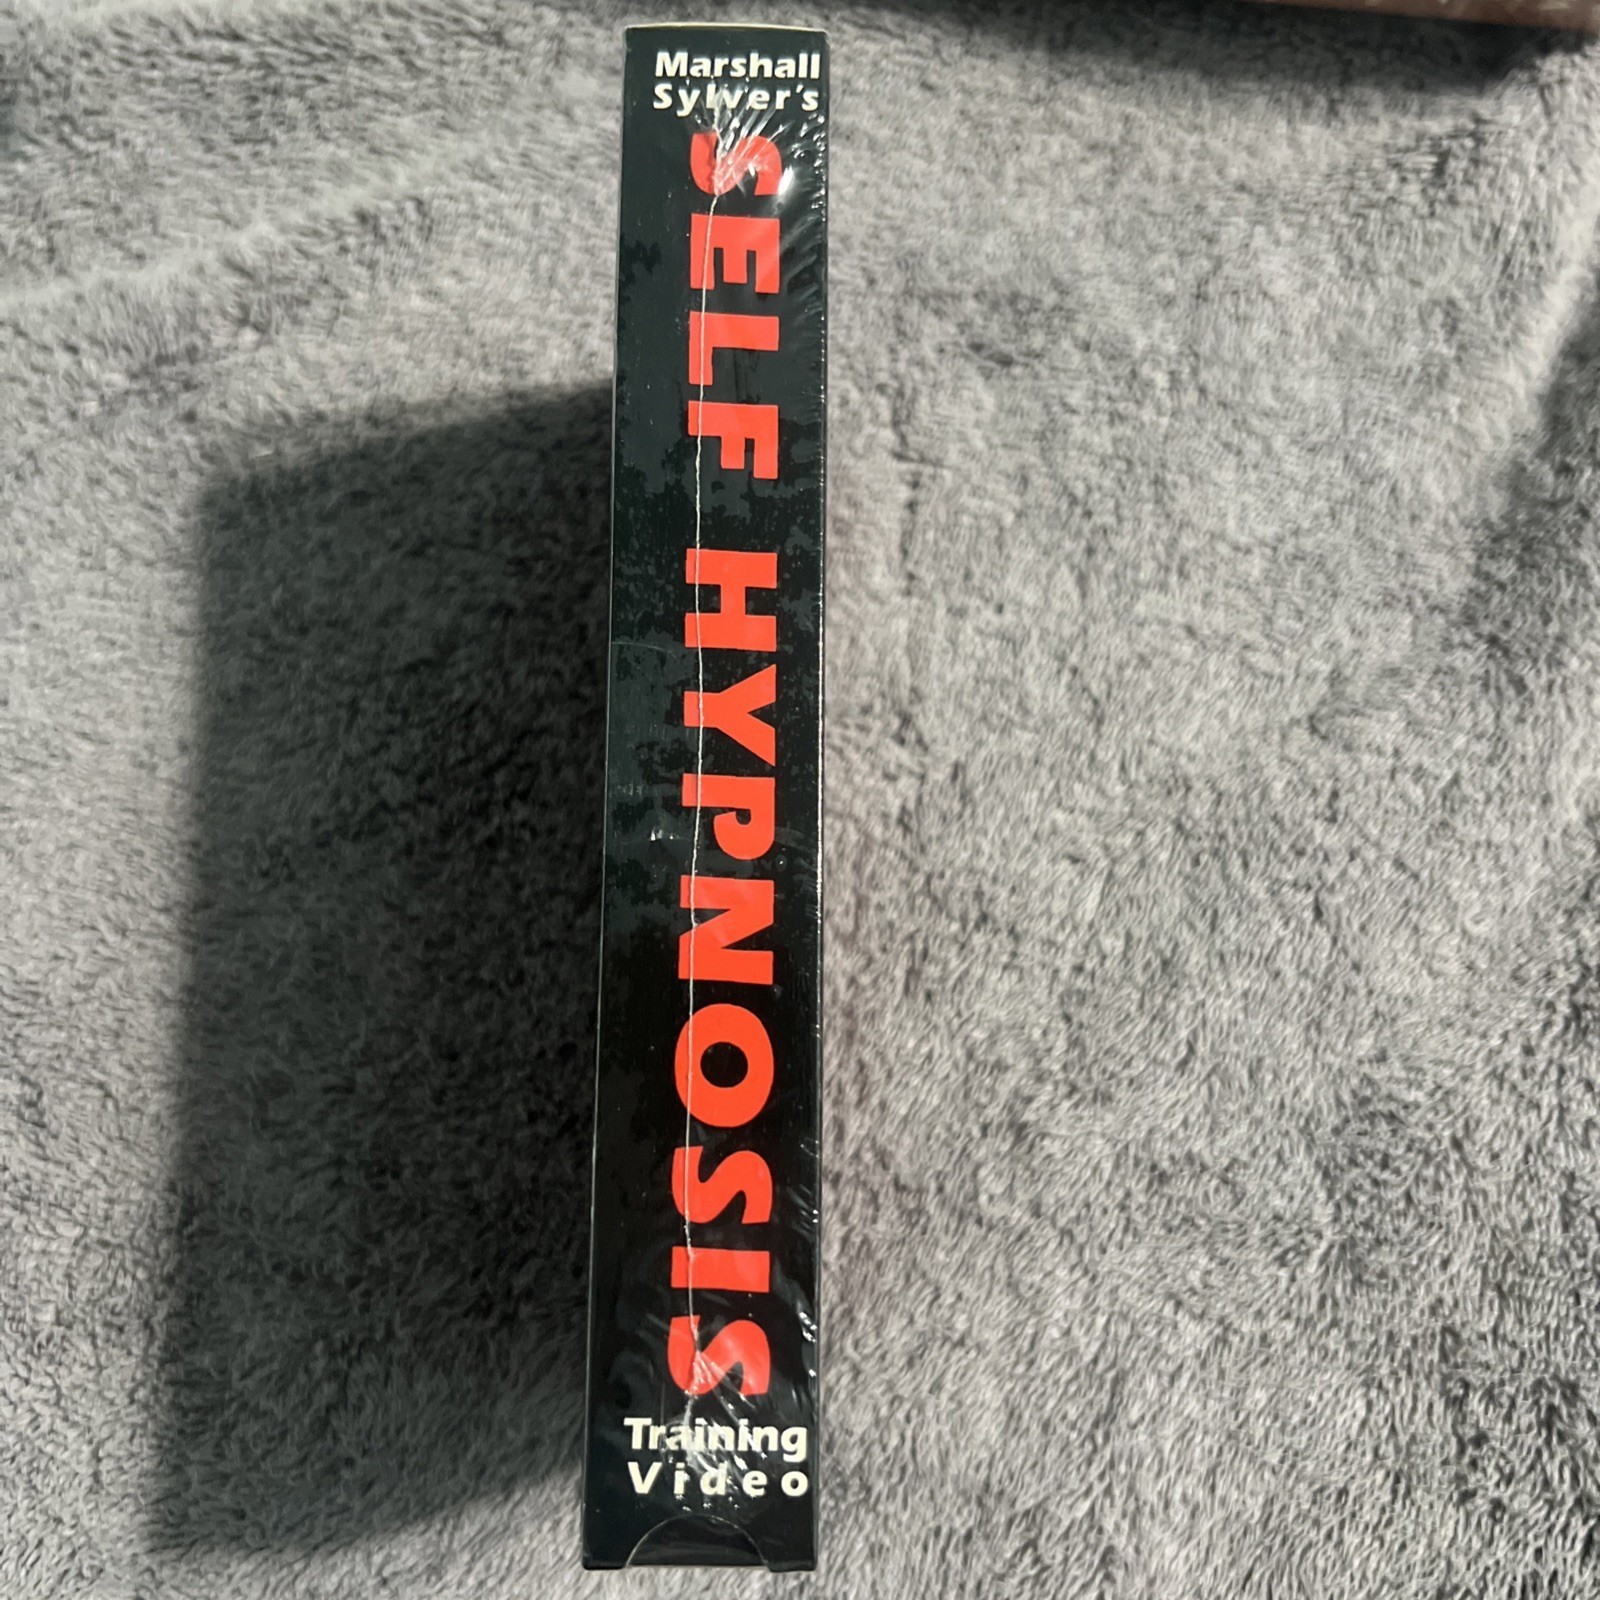 Marshall
Sylver's
SELF HYPNOSIS
Training
Video